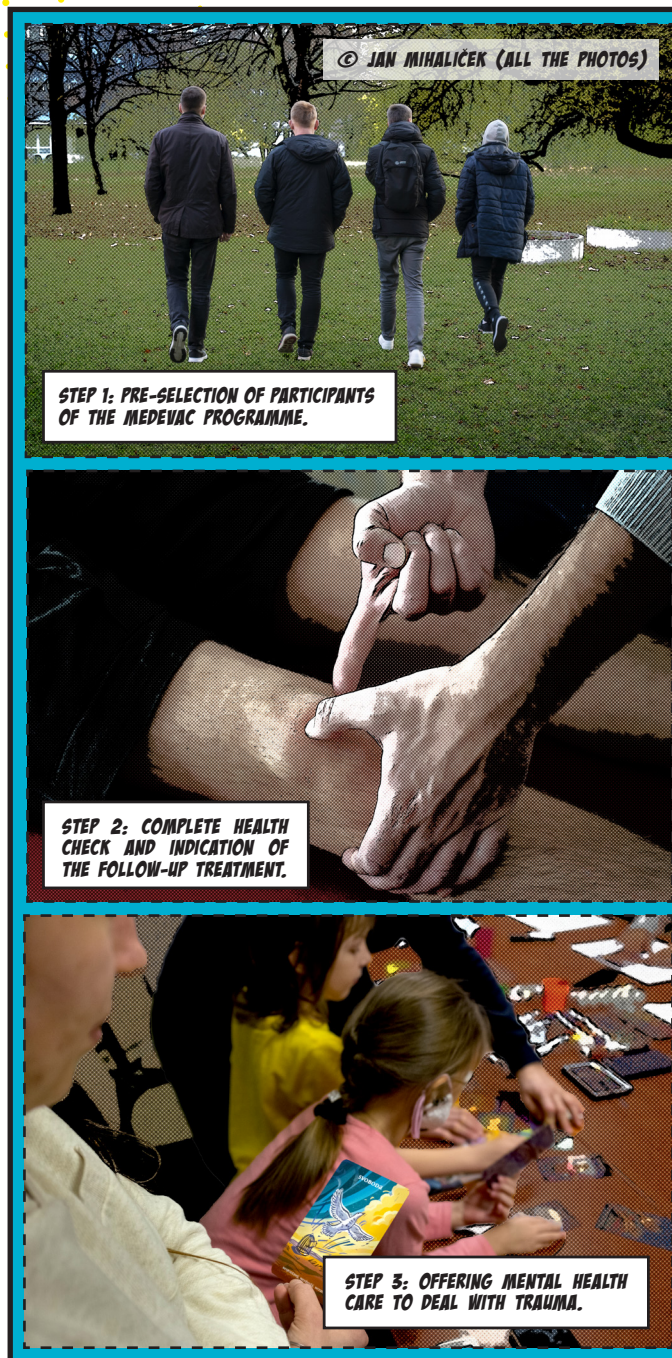 © JAN MIHALIČEK (ALL THE PHOTOS)
STEP 1: PRE-SELECTION OF PARTICIPANTS
OF THE MEDEVAC PROGRAMME.
STEP 2: COMPLETE HEALTH
CHECK AND INDICATION OF
THE FOLLOW-UP TREATMENT.
SVOBODA
STEP 3: OFFERING MENTAL HEALTH
CARE TO DEAL WITH TRAUMA.